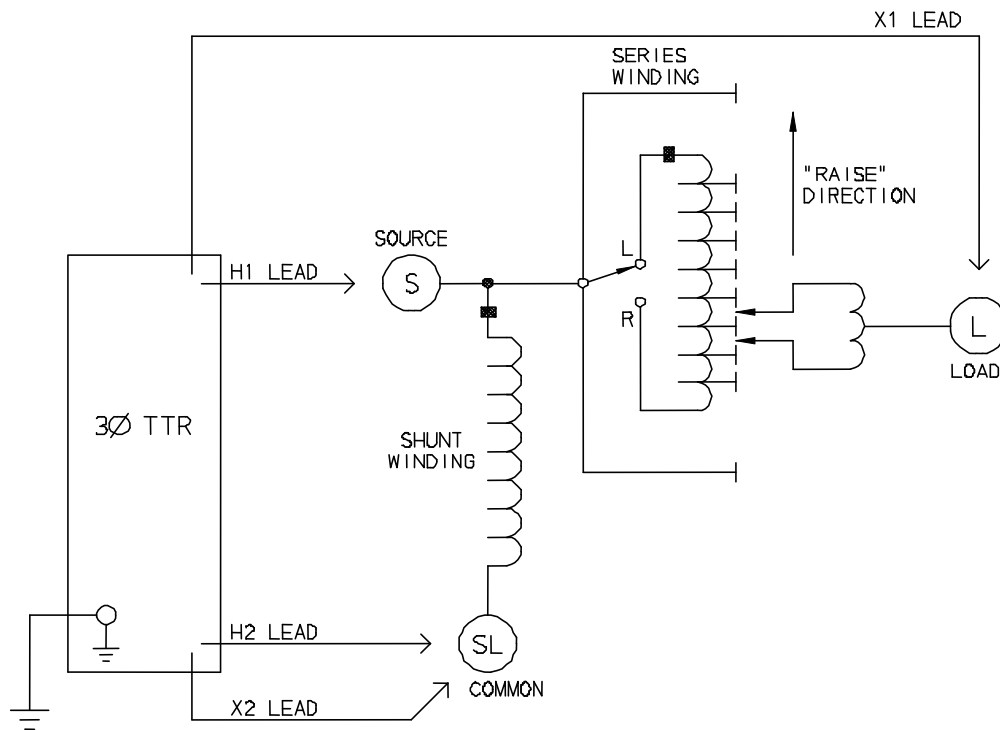 X1 LEAD
SERIES
WINDING
"RAISE"
DIRECTION
SOURCE
L
H1 LEAD
S
R
L
LOAD
3Ø TTR
SHUNT
WINDING
H2 LEAD
SL
COMMON
X2 LEAD